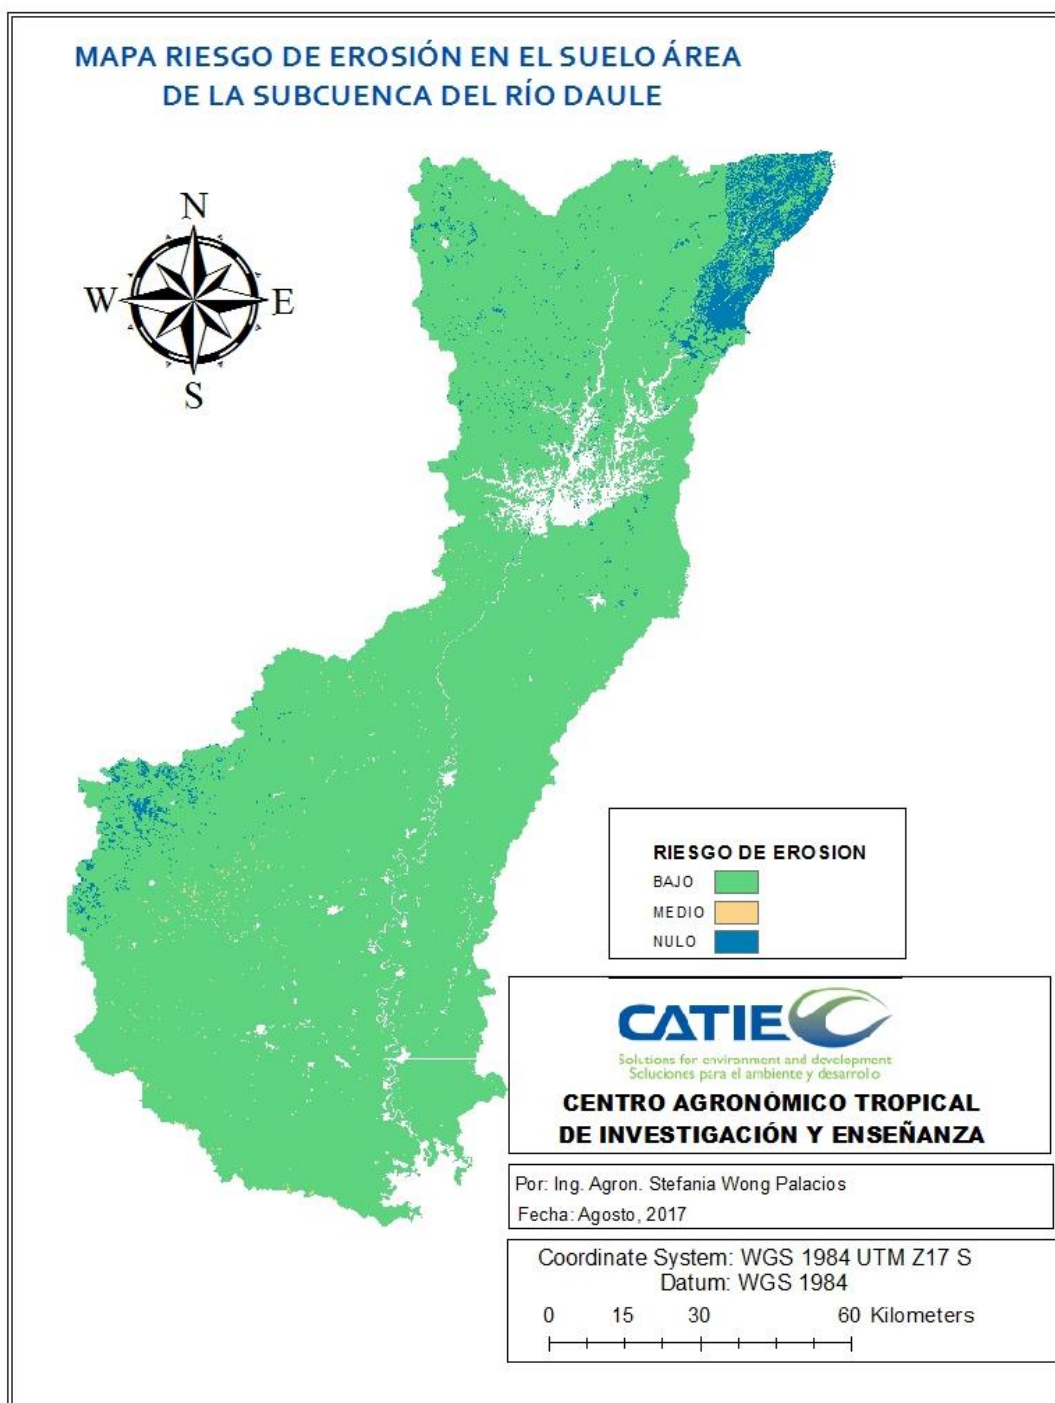 MAPA RIESGO DE EROSIÓN EN EL SUELO ÁREA
DE LA SUBCUENCA DEL RÍO DAULE
N
W
E
S
RIESGO DE EROSION
BAJO
MEDIO
NULO
CATIE
Solutions for environment and development
Soluciones para el ambiente y desarrollo
CENTRO AGRONÓMICO TROPICAL
DE INVESTIGACIÓN Y ENSEÑANZA
Por: Ing. Agron. Stefania Wong Palacios
Fecha: Agosto, 2017
Coordinate System: WGS 1984 UTM Z17 S
Datum: WGS 1984
0 15 30 60 Kilometers